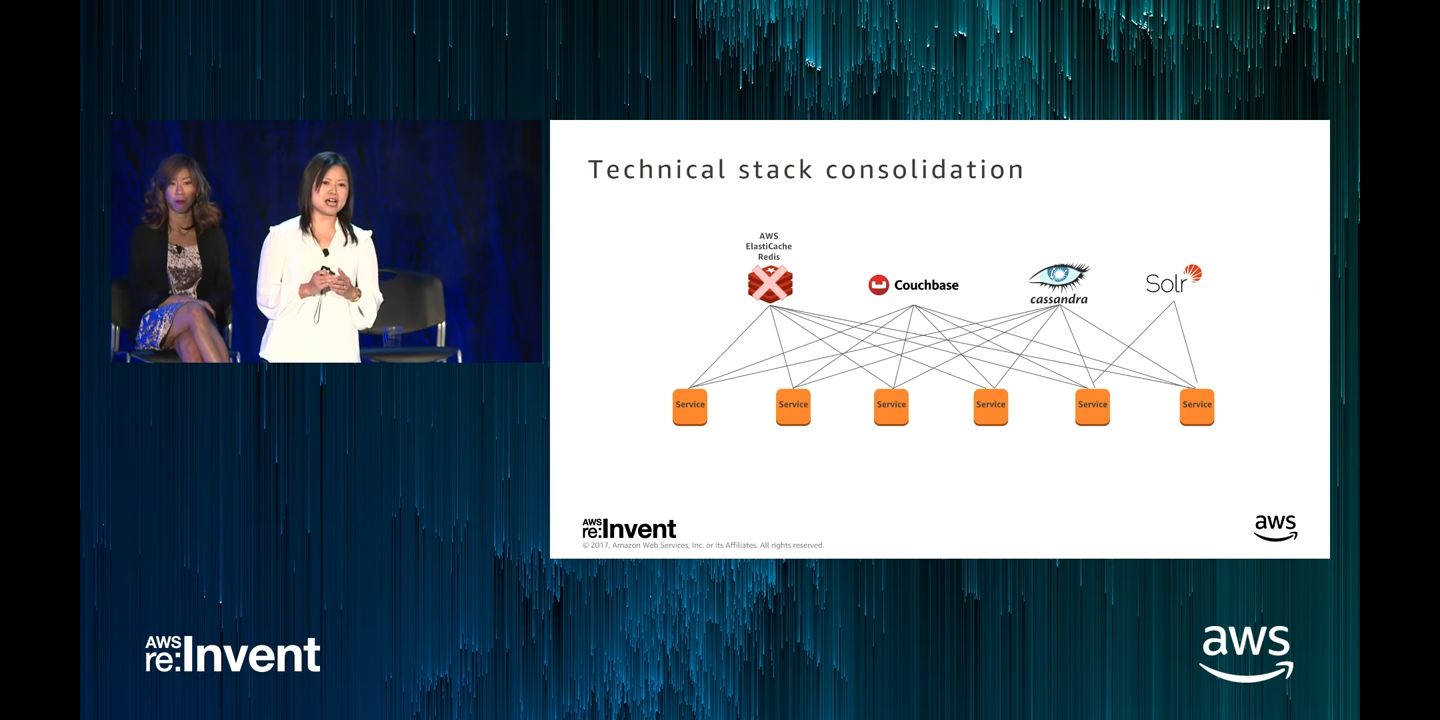 Technical stack consolidation
AWS
ElastiCache
Redis
Couchbase
cassandra
Solr
Service
Service
Service
Service
Service
Service
AWS
re:Invent
© 2017, Amazon Web Services, Inc. or its Affiliates. All rights reserved.
aws
AWS
re:Invent
aws